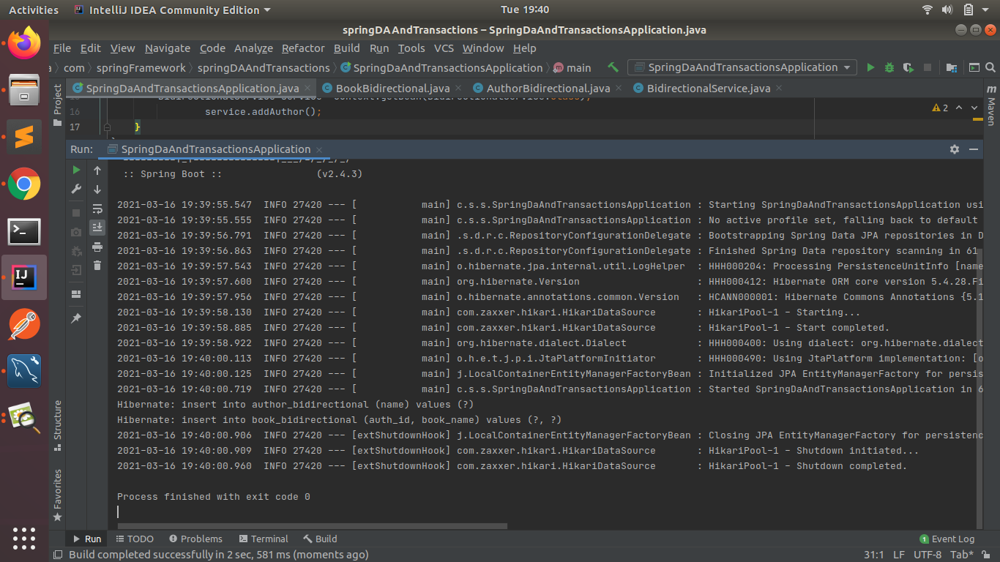 Activities IntelliJ IDEA Community Edition Tue 19:40
springDAAndTransactions – SpringDaAndTransactionsApplication.java
File Edit View Navigate Code Analyze Refactor Build Run Tools VCS Window Help
a com springFramework springDAAndTransactions SpringDaAndTransactionsApplication main SpringDaAndTransactionsApplication
SpringDaAndTransactionsApplication.java BookBidirectional.java AuthorBidirectional.java BidirectionalService.java
16 service.addAuthor(); 2
17 }
Run: SpringDaAndTransactionsApplication
:: Spring Boot :: (v2.4.3)
2021-03-16 19:39:55.547 INFO 27420 --- [ main] c.s.s.SpringDaAndTransactionsApplication : Starting SpringDaAndTransactionsApplication usi
2021-03-16 19:39:55.555 INFO 27420 --- [ main] c.s.s.SpringDaAndTransactionsApplication : No active profile set, falling back to default
2021-03-16 19:39:56.791 INFO 27420 --- [ main] .s.d.r.c.RepositoryConfigurationDelegate : Bootstrapping Spring Data JPA repositories in D
2021-03-16 19:39:56.863 INFO 27420 --- [ main] .s.d.r.c.RepositoryConfigurationDelegate : Finished Spring Data repository scanning in 61
2021-03-16 19:39:57.543 INFO 27420 --- [ main] o.hibernate.jpa.internal.util.LogHelper : HHH000204: Processing PersistenceUnitInfo [name
2021-03-16 19:39:57.600 INFO 27420 --- [ main] org.hibernate.Version : HHH000412: Hibernate ORM core version 5.4.28.Fi
2021-03-16 19:39:57.956 INFO 27420 --- [ main] o.hibernate.annotations.common.Version : HCANN000001: Hibernate Commons Annotations {5.1
2021-03-16 19:39:58.130 INFO 27420 --- [ main] com.zaxxer.hikari.HikariDataSource : HikariPool-1 - Starting...
2021-03-16 19:39:58.885 INFO 27420 --- [ main] com.zaxxer.hikari.HikariDataSource : HikariPool-1 - Start completed.
2021-03-16 19:39:58.922 INFO 27420 --- [ main] org.hibernate.dialect.Dialect : HHH000400: Using dialect: org.hibernate.dialect
2021-03-16 19:40:00.113 INFO 27420 --- [ main] o.h.e.t.j.p.i.JtaPlatformInitiator : HHH000490: Using JtaPlatform implementation: [o
2021-03-16 19:40:00.125 INFO 27420 --- [ main] j.LocalContainerEntityManagerFactoryBean : Initialized JPA EntityManagerFactory for persis
2021-03-16 19:40:00.719 INFO 27420 --- [ main] c.s.s.SpringDaAndTransactionsApplication : Started SpringDaAndTransactionsApplication in 6
Hibernate: insert into author_bidirectional (name) values (?)
Hibernate: insert into book_bidirectional (auth_id, book_name) values (?, ?)
2021-03-16 19:40:00.906 INFO 27420 --- [extShutdownHook] j.LocalContainerEntityManagerFactoryBean : Closing JPA EntityManagerFactory for persistenc
2021-03-16 19:40:00.909 INFO 27420 --- [extShutdownHook] com.zaxxer.hikari.HikariDataSource : HikariPool-1 - Shutdown initiated...
2021-03-16 19:40:00.960 INFO 27420 --- [extShutdownHook] com.zaxxer.hikari.HikariDataSource : HikariPool-1 - Shutdown completed.
Process finished with exit code 0
Project
Structure
Favorites
Maven
Run TODO Problems Terminal Build 1 Event Log
Build completed successfully in 2 sec, 581 ms (moments ago) 31:1 LF UTF-8 Tab*